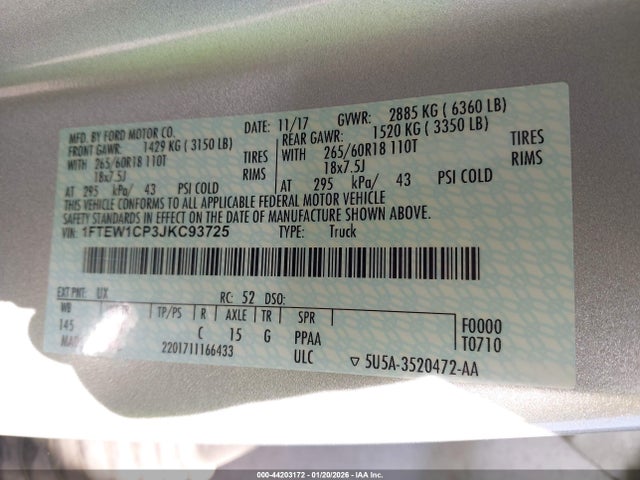 MFD. BY FORD MOTOR CO. DATE: 11/17 GVWR: 2885 KG ( 6360 LB)
FRONT GAWR: 1429 KG ( 3150 LB) REAR GAWR: 1520 KG ( 3350 LB)
WITH 265/60R18 110T TIRES WITH 265/60R18 110T TIRES
18x7.5J RIMS 18x7.5J RIMS
AT 295 kPa/ 43 PSI COLD AT 295 kPa/ 43 PSI COLD
THIS VEHICLE CONFORMS TO ALL APPLICABLE FEDERAL MOTOR VEHICLE
SAFETY STANDARDS IN EFFECT ON THE DATE OF MANUFACTURE SHOWN ABOVE.
VIN: 1FTEW1CP3JKC93725 TYPE: Truck
EXT PNT: UX RC: 52 DSO:
WB TP/PS R AXLE TR SPR F0000
145 C 15 G PPAA T0710
2201711166433 ULC ▽ 5U5A-3520472-AA
000-44203172 - 01/20/2026 - IAA Inc.